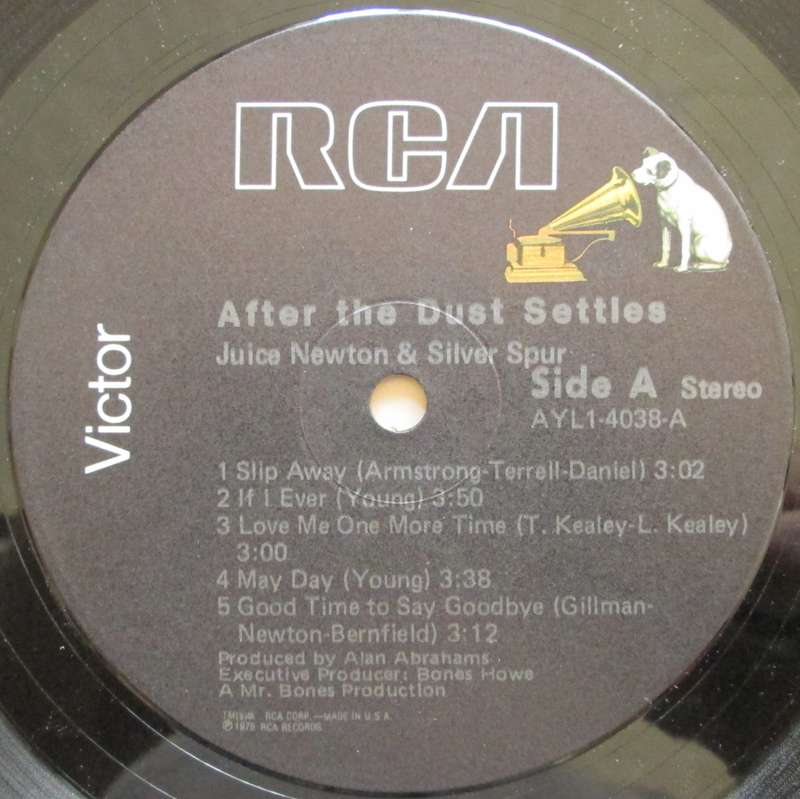 RCA
Victor
After the Dust Settles
Juice Newton & Silver Spur
Side A Stereo
AYL1-4038-A
1 Slip Away (Armstrong-Terrell-Daniel) 3:02
2 If I Ever (Young) 3:50
3 Love Me One More Time (T. Kealey-L. Kealey)
3:00
4 May Day (Young) 3:38
5 Good Time to Say Goodbye (Gillman-
Newton-Bernfield) 3:12
Produced by Alan Abrahams
Executive Producer: Bones Howe
A Mr. Bones Production
RCA CORP.—MADE IN U.S.A.
RCA RECORDS